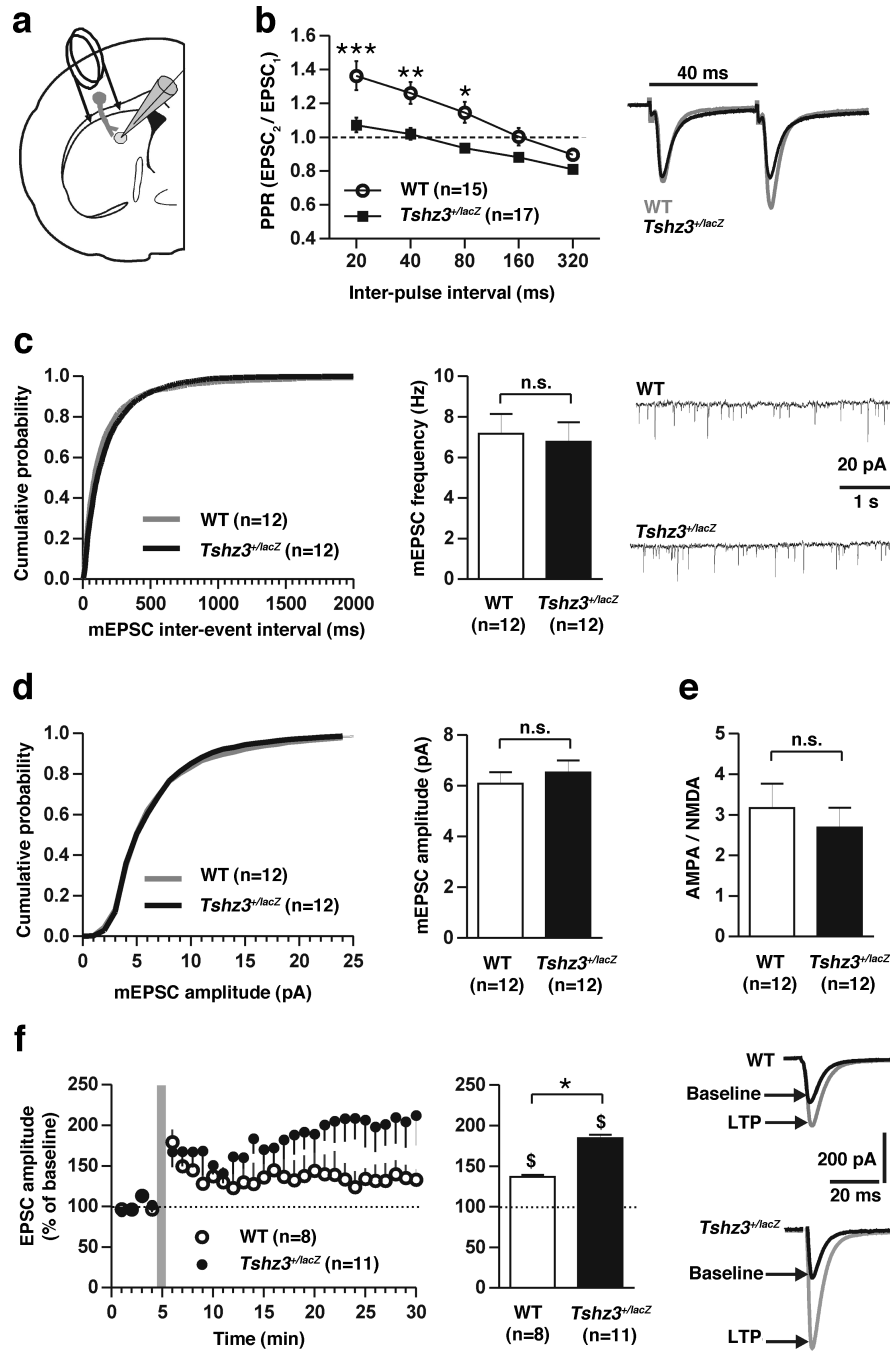 a
b
PPR (EPSC2 / EPSC1)
1.6
1.4
1.2
1.0
0.8
0.6
0.4
***
**
*
WT (n=15)
Tshz3+/lacZ (n=17)
20 40 80 160 320
Inter-pulse interval (ms)
40 ms
WT
Tshz3+/lacZ
c
Cumulative probability
1.0
0.8
0.6
0.4
0.2
0.0
WT (n=12)
Tshz3+/lacZ (n=12)
0 500 1000 1500 2000
mEPSC inter-event interval (ms)
mEPSC frequency (Hz)
10
8
6
4
2
0
n.s.
WT
(n=12)
Tshz3+/lacZ
(n=12)
WT
20 pA
1 s
Tshz3+/lacZ
d
Cumulative probability
1.0
0.8
0.6
0.4
0.2
0.0
WT (n=12)
Tshz3+/lacZ (n=12)
0 5 10 15 20 25
mEPSC amplitude (pA)
mEPSC amplitude (pA)
8
6
4
2
0
n.s.
WT
(n=12)
Tshz3+/lacZ
(n=12)
e
AMPA / NMDA
5
4
3
2
1
0
n.s.
WT
(n=12)
Tshz3+/lacZ
(n=12)
f
EPSC amplitude
(% of baseline)
250
200
150
100
50
0
WT (n=8)
Tshz3+/lacZ (n=11)
0 5 10 15 20 25 30
Time (min)
250
200
150
100
50
0
*
$
$
WT
(n=8)
Tshz3+/lacZ
(n=11)
WT
Baseline
LTP
200 pA
20 ms
Tshz3+/lacZ
Baseline
LTP